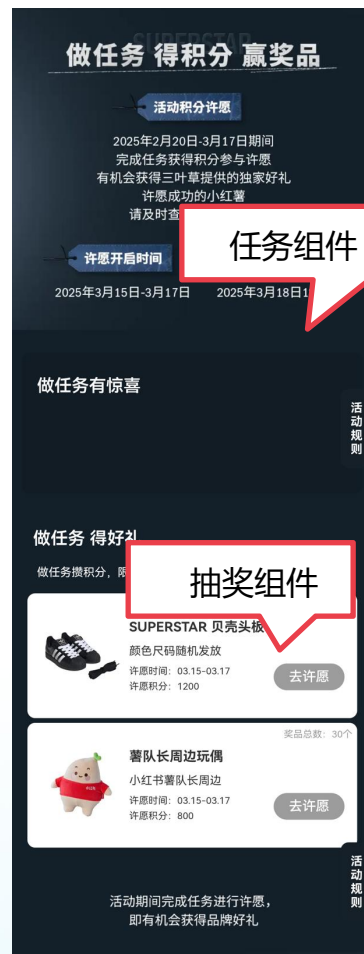 SUPERSTAR
做任务 得积分 赢奖品
活动积分许愿
2025年2月20日-3月17日期间
完成任务获得积分参与许愿
有机会获得三叶草提供的独家好礼
许愿成功的小红薯
请及时查
任务组件
许愿开启时间
2025年3月15日-3月17日 2025年3月18日1
做任务有惊喜
活动规则
做任务 得好礼
做任务攒积分，限
抽奖组件
SUPERSTAR 贝壳头板
颜色尺码随机发放
许愿时间：03.15-03.17
许愿积分：1200
去许愿
奖品总数：30个
薯队长周边玩偶
小红书薯队长周边
许愿时间：03.15-03.17
许愿积分：800
去许愿
活动规则
活动期间完成任务进行许愿，
即有机会获得品牌好礼